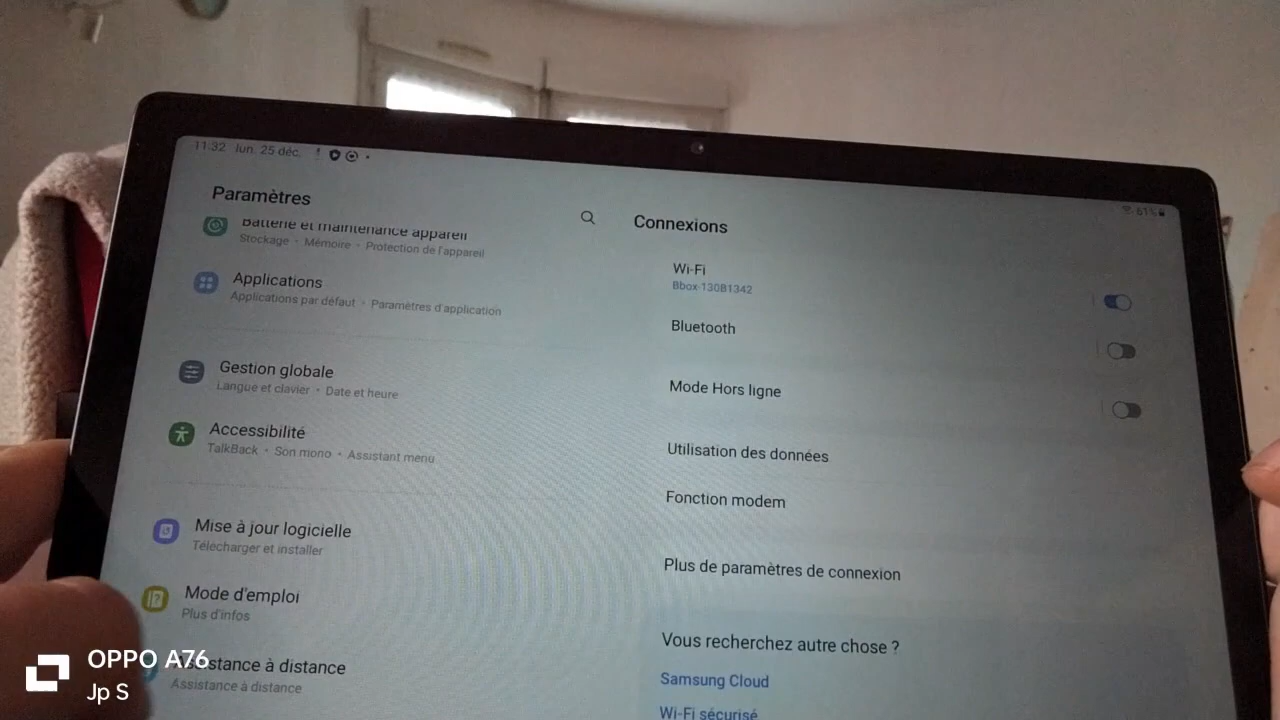 11:32 lun. 25 déc.
61%
Paramètres
Batterie et maintenance appareil
Stockage • Mémoire • Protection de l'appareil
Applications
Applications par défaut • Paramètres d'application
Gestion globale
Langue et clavier • Date et heure
Accessibilité
TalkBack • Son mono • Assistant menu
Mise à jour logicielle
Télécharger et installer
Mode d'emploi
Plus d'infos
Assistance à distance
Assistance à distance
Connexions
Wi-Fi
Bbox-130B1342
Bluetooth
Mode Hors ligne
Utilisation des données
Fonction modem
Plus de paramètres de connexion
Vous recherchez autre chose ?
Samsung Cloud
Wi-Fi sécurisé
OPPO A76
Jp S